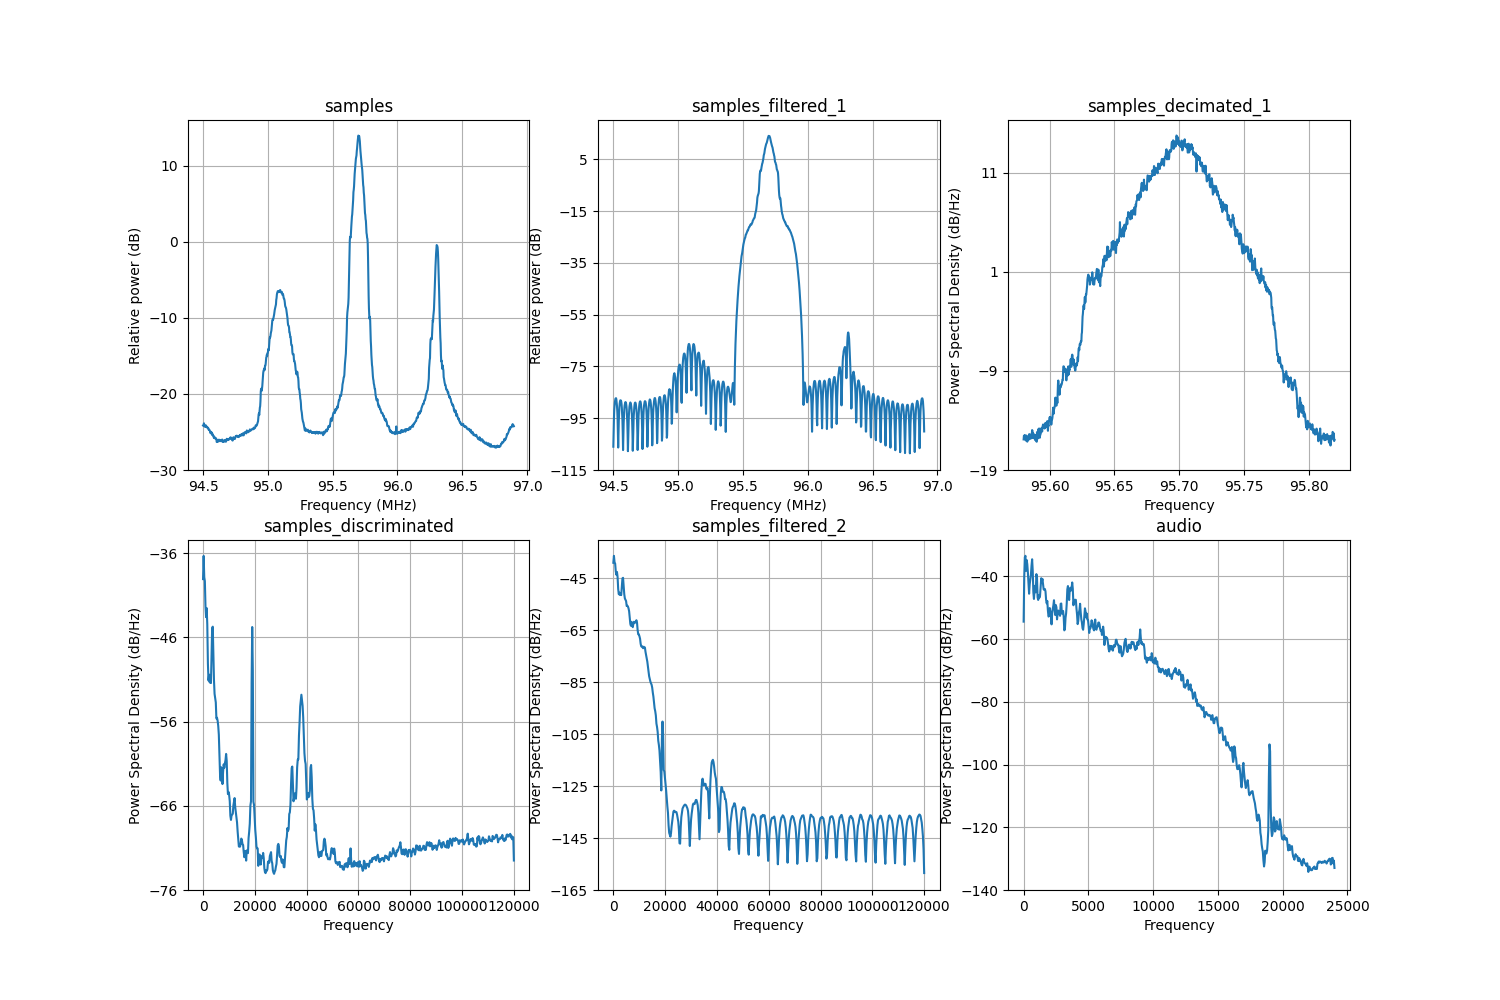 samples
samples_filtered_1
samples_decimated_1
Relative power (dB)
10
0
−10
−20
−30
94.5 95.0 95.5 96.0 96.5 97.0
Frequency (MHz)
Relative power (dB)
5
−15
−35
−55
−75
−95
−115
94.5 95.0 95.5 96.0 96.5 97.0
Frequency (MHz)
Power Spectral Density (dB/Hz)
11
1
−9
−19
95.60 95.65 95.70 95.75 95.80
Frequency
samples_discriminated
samples_filtered_2
audio
Power Spectral Density (dB/Hz)
−36
−46
−56
−66
−76
0 20000 40000 60000 80000 100000 120000
Frequency
Power Spectral Density (dB/Hz)
−45
−65
−85
−105
−125
−145
−165
0 20000 40000 60000 80000 100000 120000
Frequency
Power Spectral Density (dB/Hz)
−40
−60
−80
−100
−120
−140
0 5000 10000 15000 20000 25000
Frequency